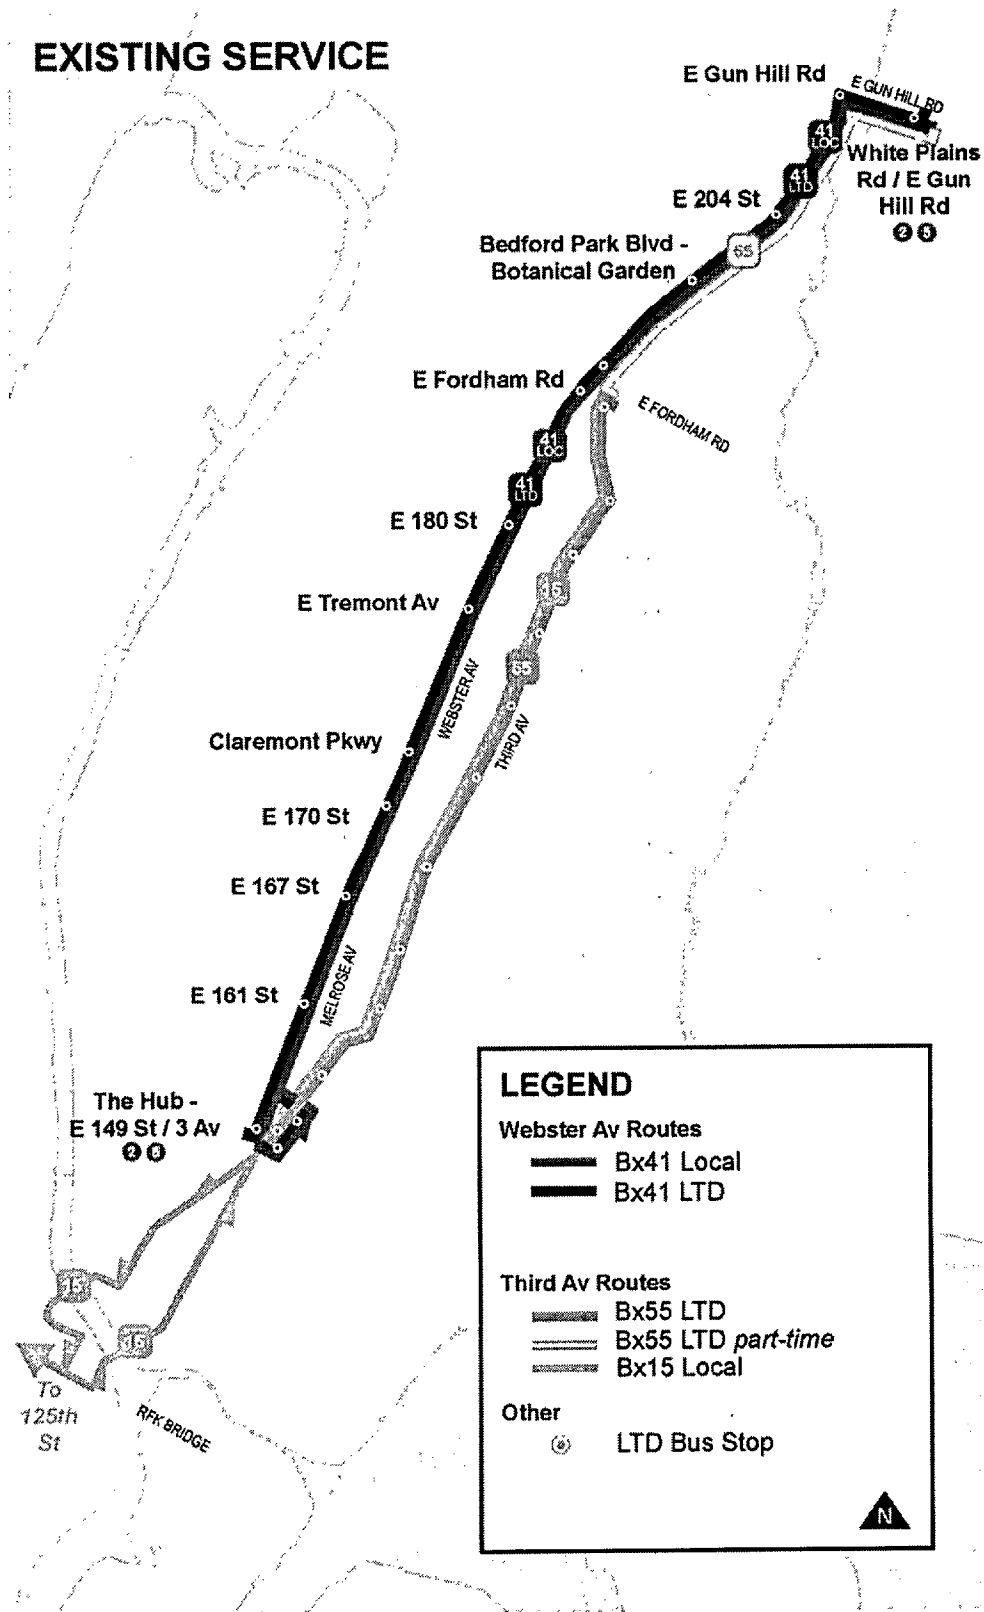 EXISTING SERVICE
E Gun Hill Rd
E GUN HILL RD
41
LOC
White Plains
Rd / E Gun
Hill Rd
2 5
41
LTD
E 204 St
Bedford Park Blvd -
Botanical Garden
65
E Fordham Rd
E FORDHAM RD
41
LOC
41
LTD
E 180 St
E Tremont Av
65
WEBSTER AV
THIRD AV
Claremont Pkwy
E 170 St
E 167 St
MELROSE AV
E 161 St
The Hub -
E 149 St / 3 Av
2
15
15
To
125th
St
RFK BRIDGE
LEGEND
Webster Av Routes
Bx41 Local
Bx41 LTD
Third Av Routes
Bx55 LTD
Bx55 LTD part-time
Bx15 Local
Other
LTD Bus Stop
N